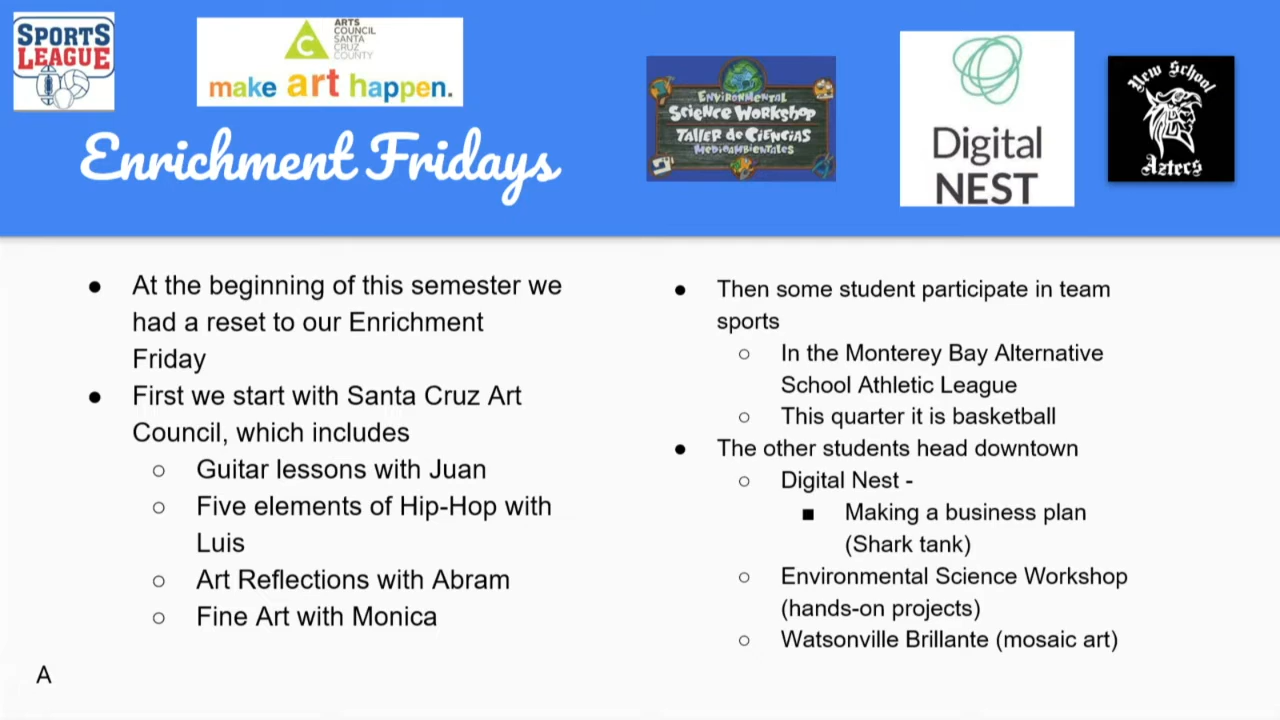 SPORTS
LEAGUE
ARTS
COUNCIL
SANTA
CRUZ
COUNTY
make art happen.
Enrichment Fridays
ENVIRONMENTAL
SCIENCE WORKSHOP
TALLER de CIENCIAS
MEDIOAMBIENTALES
Digital
NEST
New School
Aztecs
● At the beginning of this semester we
had a reset to our Enrichment
Friday
● First we start with Santa Cruz Art
Council, which includes
○ Guitar lessons with Juan
○ Five elements of Hip-Hop with
Luis
○ Art Reflections with Abram
○ Fine Art with Monica
● Then some student participate in team
sports
○ In the Monterey Bay Alternative
School Athletic League
○ This quarter it is basketball
● The other students head downtown
○ Digital Nest -
■ Making a business plan
(Shark tank)
○ Environmental Science Workshop
(hands-on projects)
○ Watsonville Brillante (mosaic art)
A